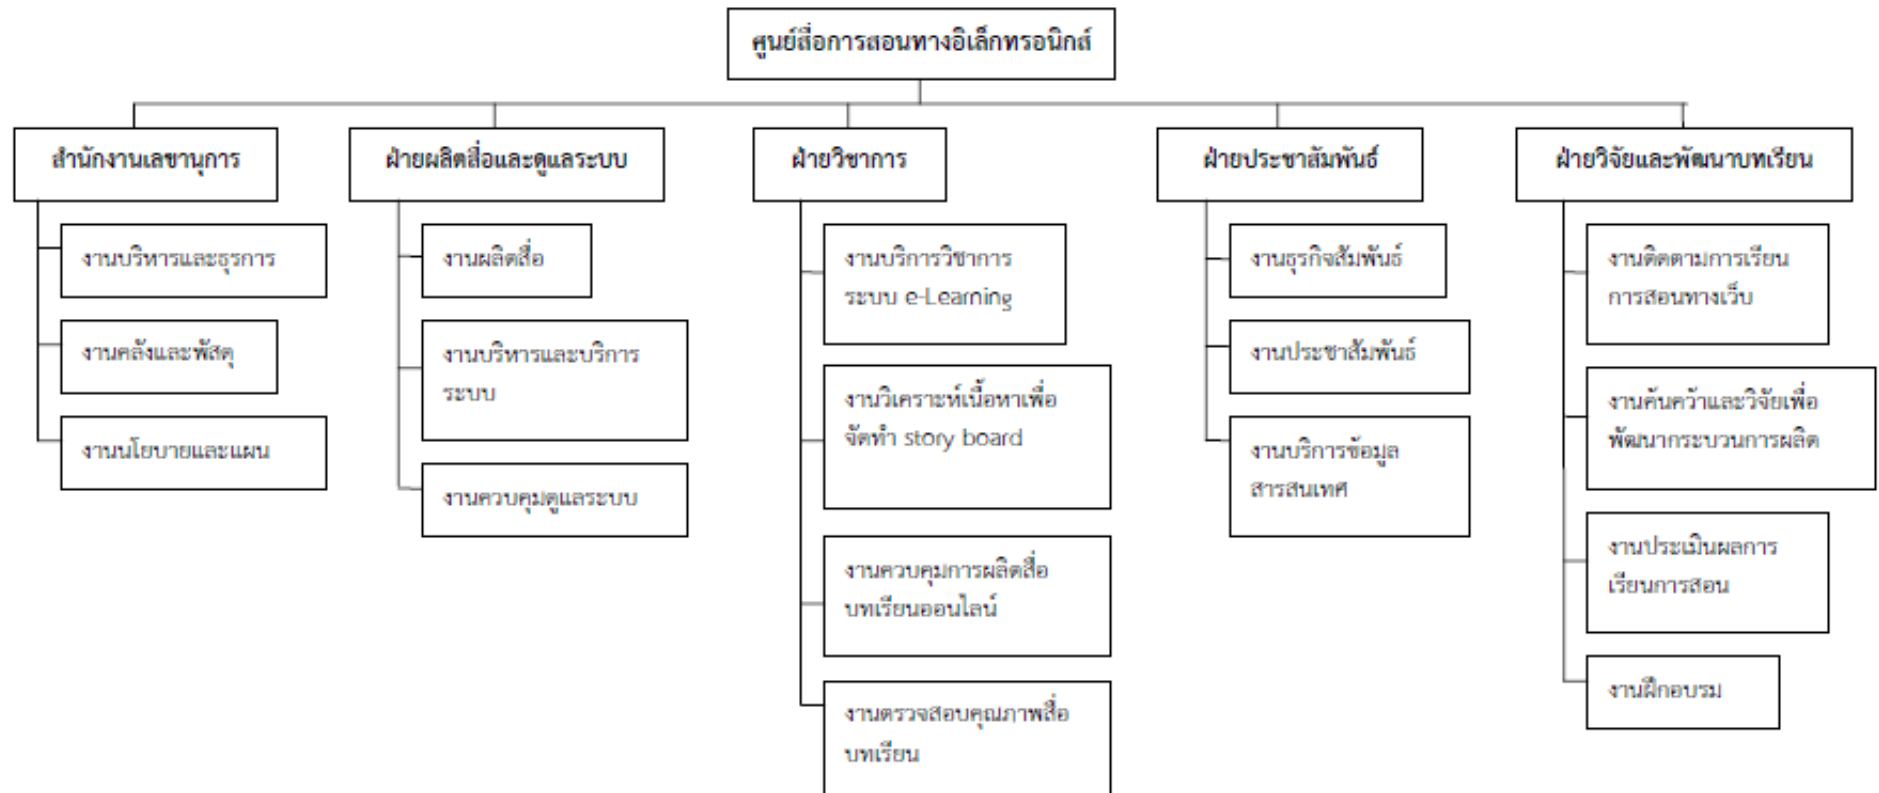 ศูนย์สื่อการสอนทางอิเล็กทรอนิกส์
สำนักงานเลขานุการ
งานบริหารและธุรการ
งานคลังและพัสดุ
งานนโยบายและแผน
ฝ่ายผลิตสื่อและดูแลระบบ
งานผลิตสื่อ
งานบริหารและบริการ
ระบบ
งานควบคุมดูแลระบบ
ฝ่ายวิชาการ
งานบริการวิชาการ
ระบบ e-Learning
งานวิเคราะห์เนื้อหาเพื่อ
จัดทำ story board
งานควบคุมการผลิตสื่อ
บทเรียนออนไลน์
งานตรวจสอบคุณภาพสื่อ
บทเรียน
ฝ่ายประชาสัมพันธ์
งานธุรกิจสัมพันธ์
งานประชาสัมพันธ์
งานบริการข้อมูล
สารสนเทศ
ฝ่ายวิจัยและพัฒนาบทเรียน
งานติดตามการเรียน
การสอนทางเว็บ
งานค้นคว้าและวิจัยเพื่อ
พัฒนากระบวนการผลิต
งานประเมินผลการ
เรียนการสอน
งานฝึกอบรม